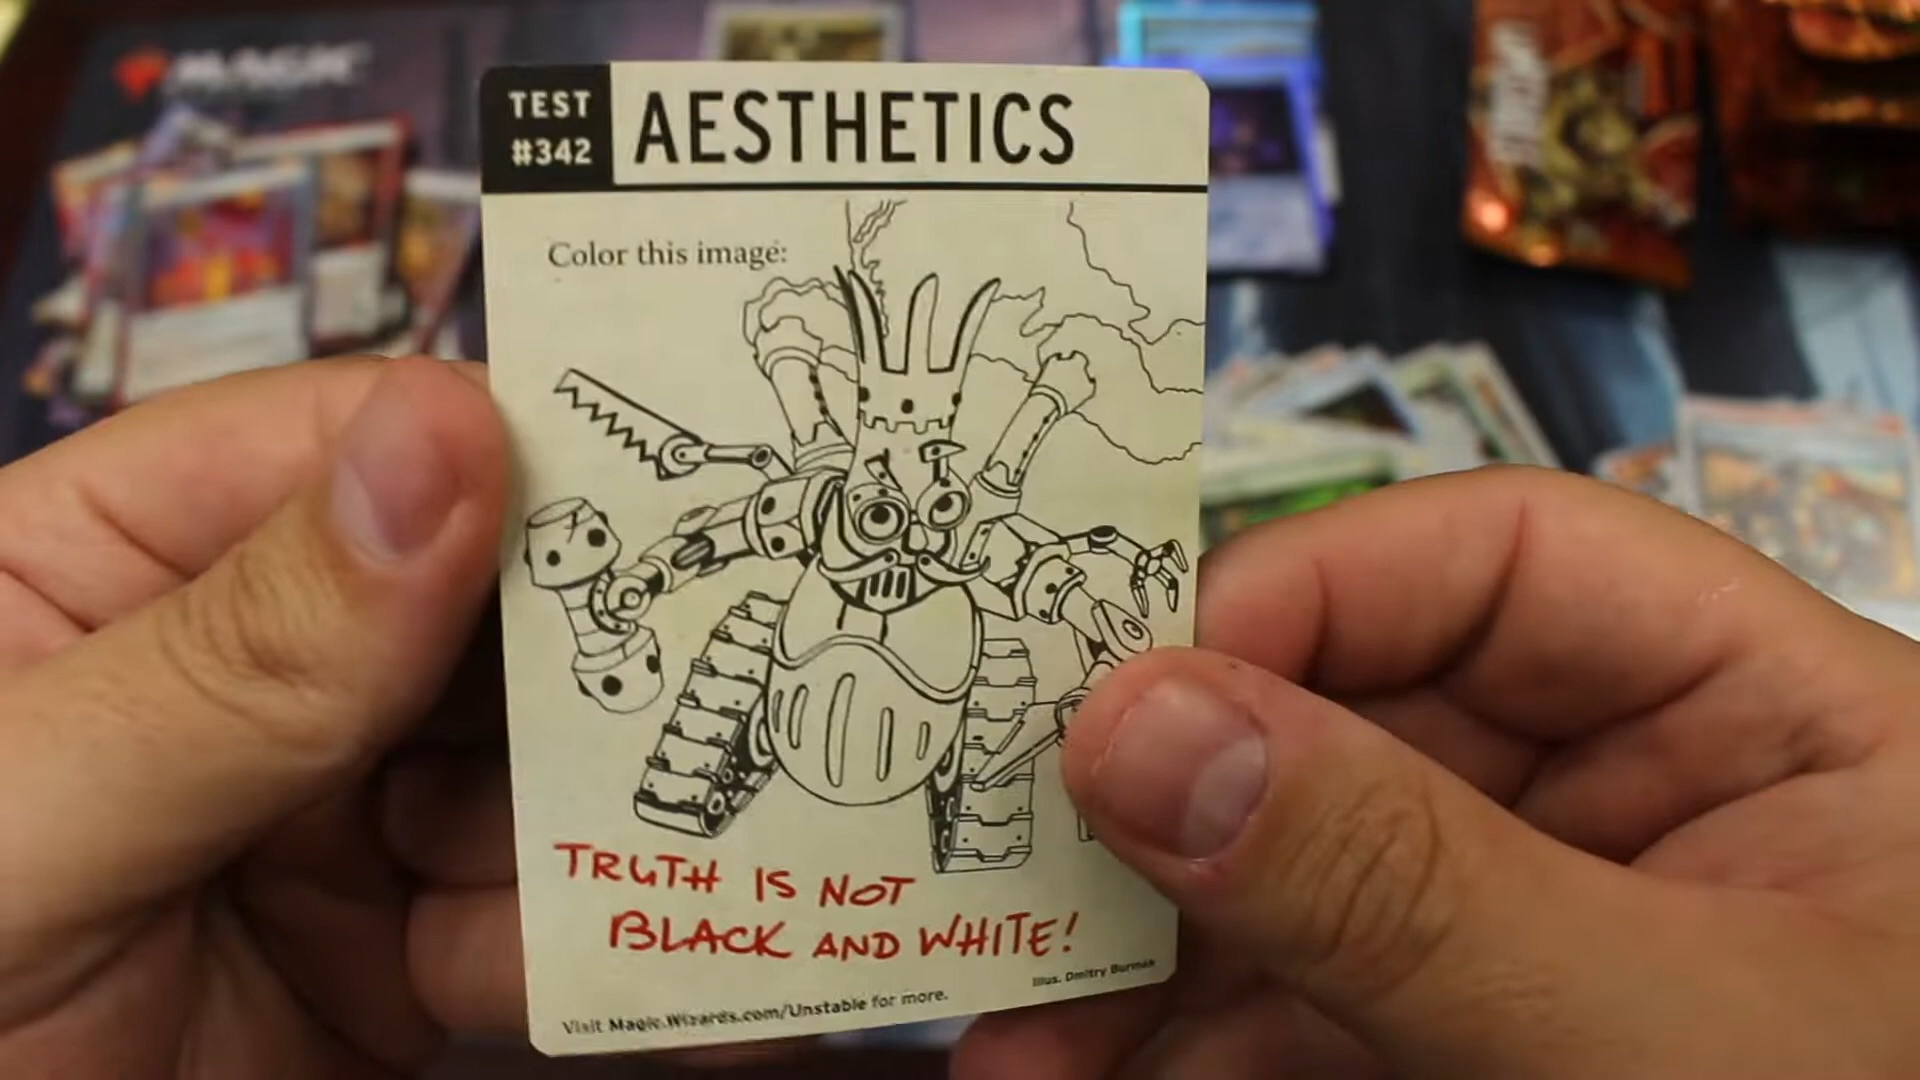 MAGIC
TEST
#342
AESTHETICS
Color this image:
TRUTH IS NOT
BLACK AND WHITE!
Illus. Dmitry Burmak
Visit Magic.Wizards.com/Unstable for more.